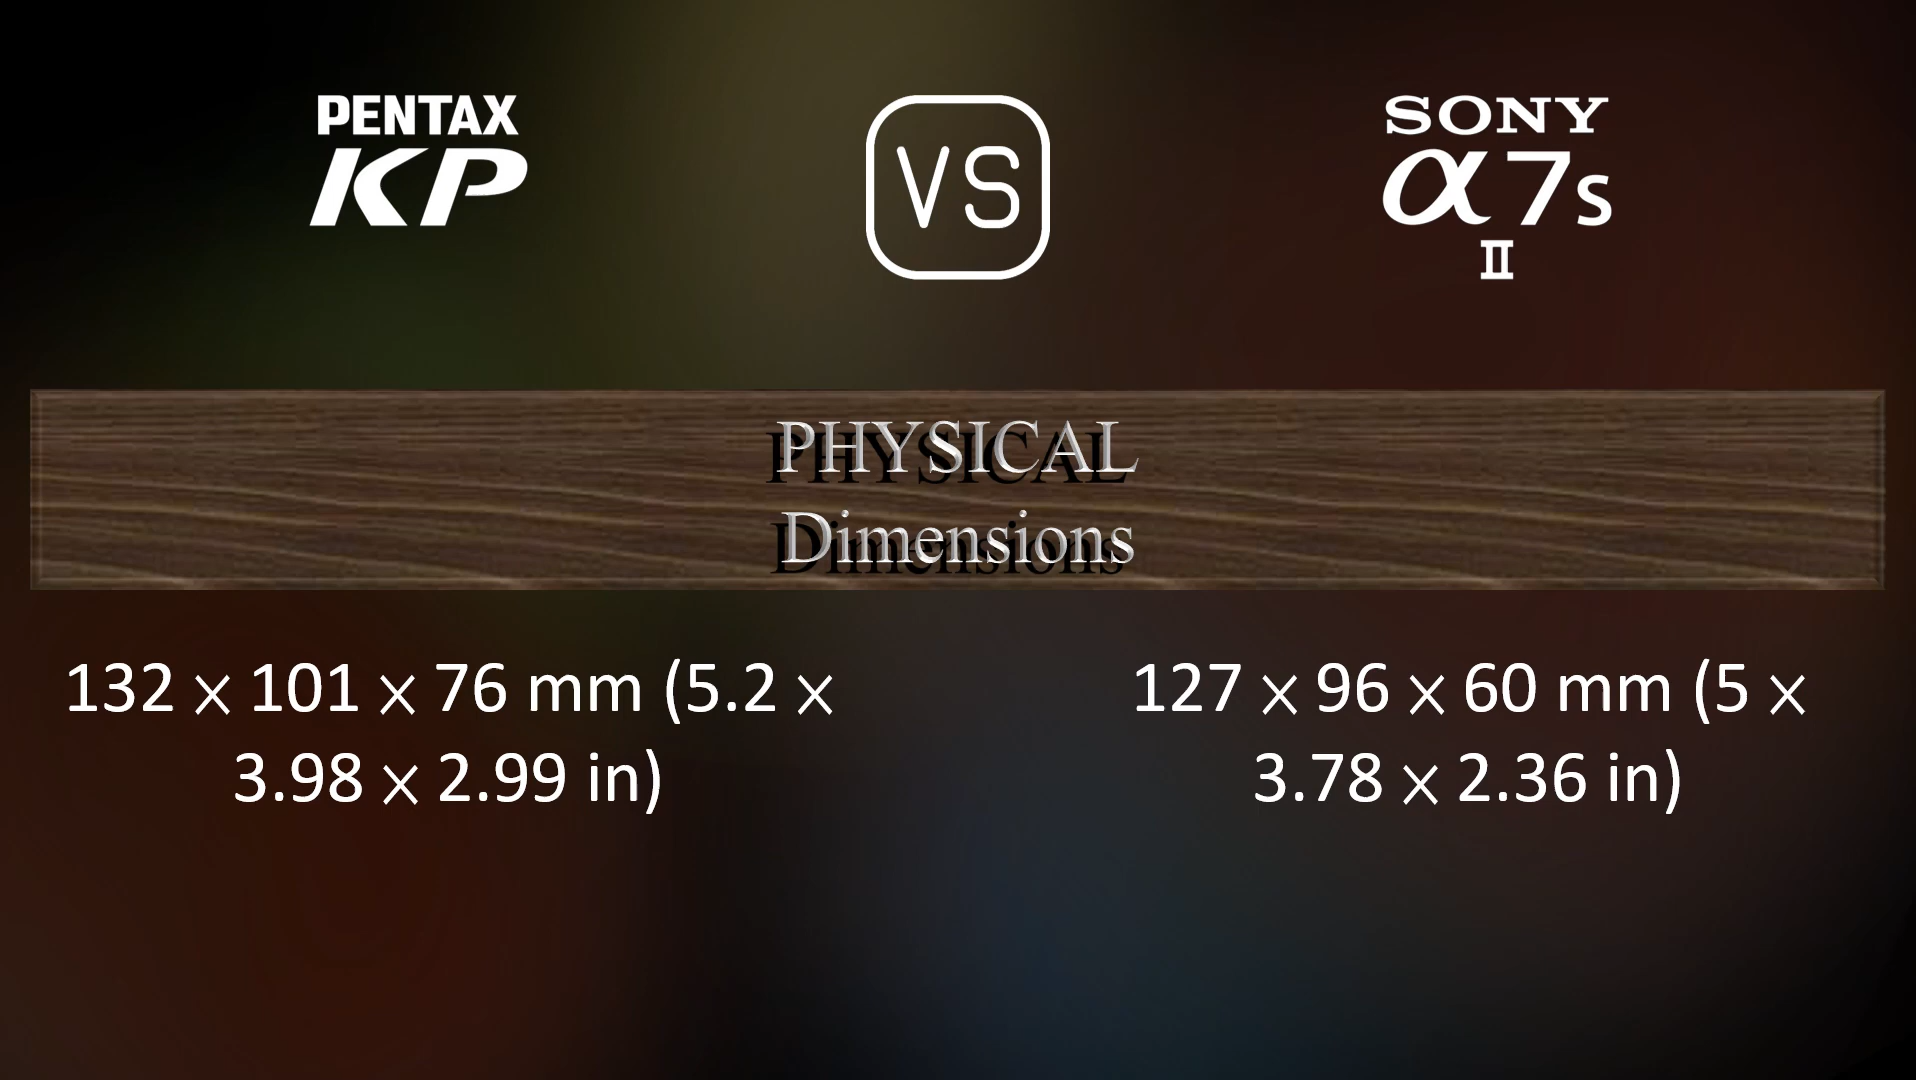 PENTAX
KP
VS
SONY
α7s
II
PHYSICAL
Dimensions
132 x 101 x 76 mm (5.2 x
3.98 x 2.99 in)
127 x 96 x 60 mm (5 x
3.78 x 2.36 in)